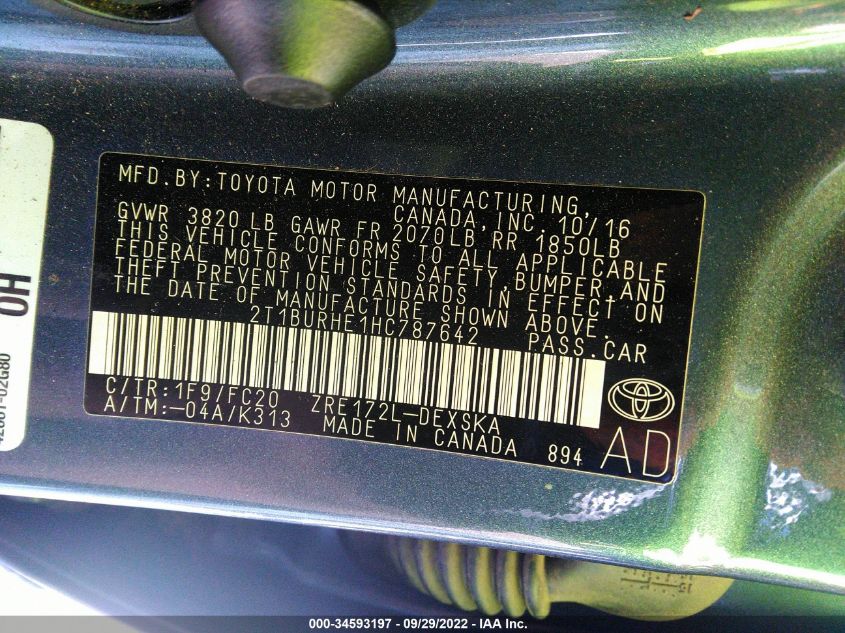 MFD.BY:TOYOTA MOTOR MANUFACTURING,
CANADA, INC. 10/16
GVWR 3820 LB GAWR FR 2070LB RR 1850LB
THIS VEHICLE CONFORMS TO ALL APPLICABLE
FEDERAL MOTOR VEHICLE SAFETY, BUMPER, AND
THEFT PREVENTION STANDARDS IN EFFECT ON
THE DATE OF MANUFACTURE SHOWN ABOVE.
2T1BURHE1HC787642 PASS.CAR
C/TR:1F9/FC20 ZRE172L-DEXSKA
A/TM:-04A/K313 MADE IN CANADA 894 AD
HO
000-34593197 - 09/29/2022 - IAA Inc.